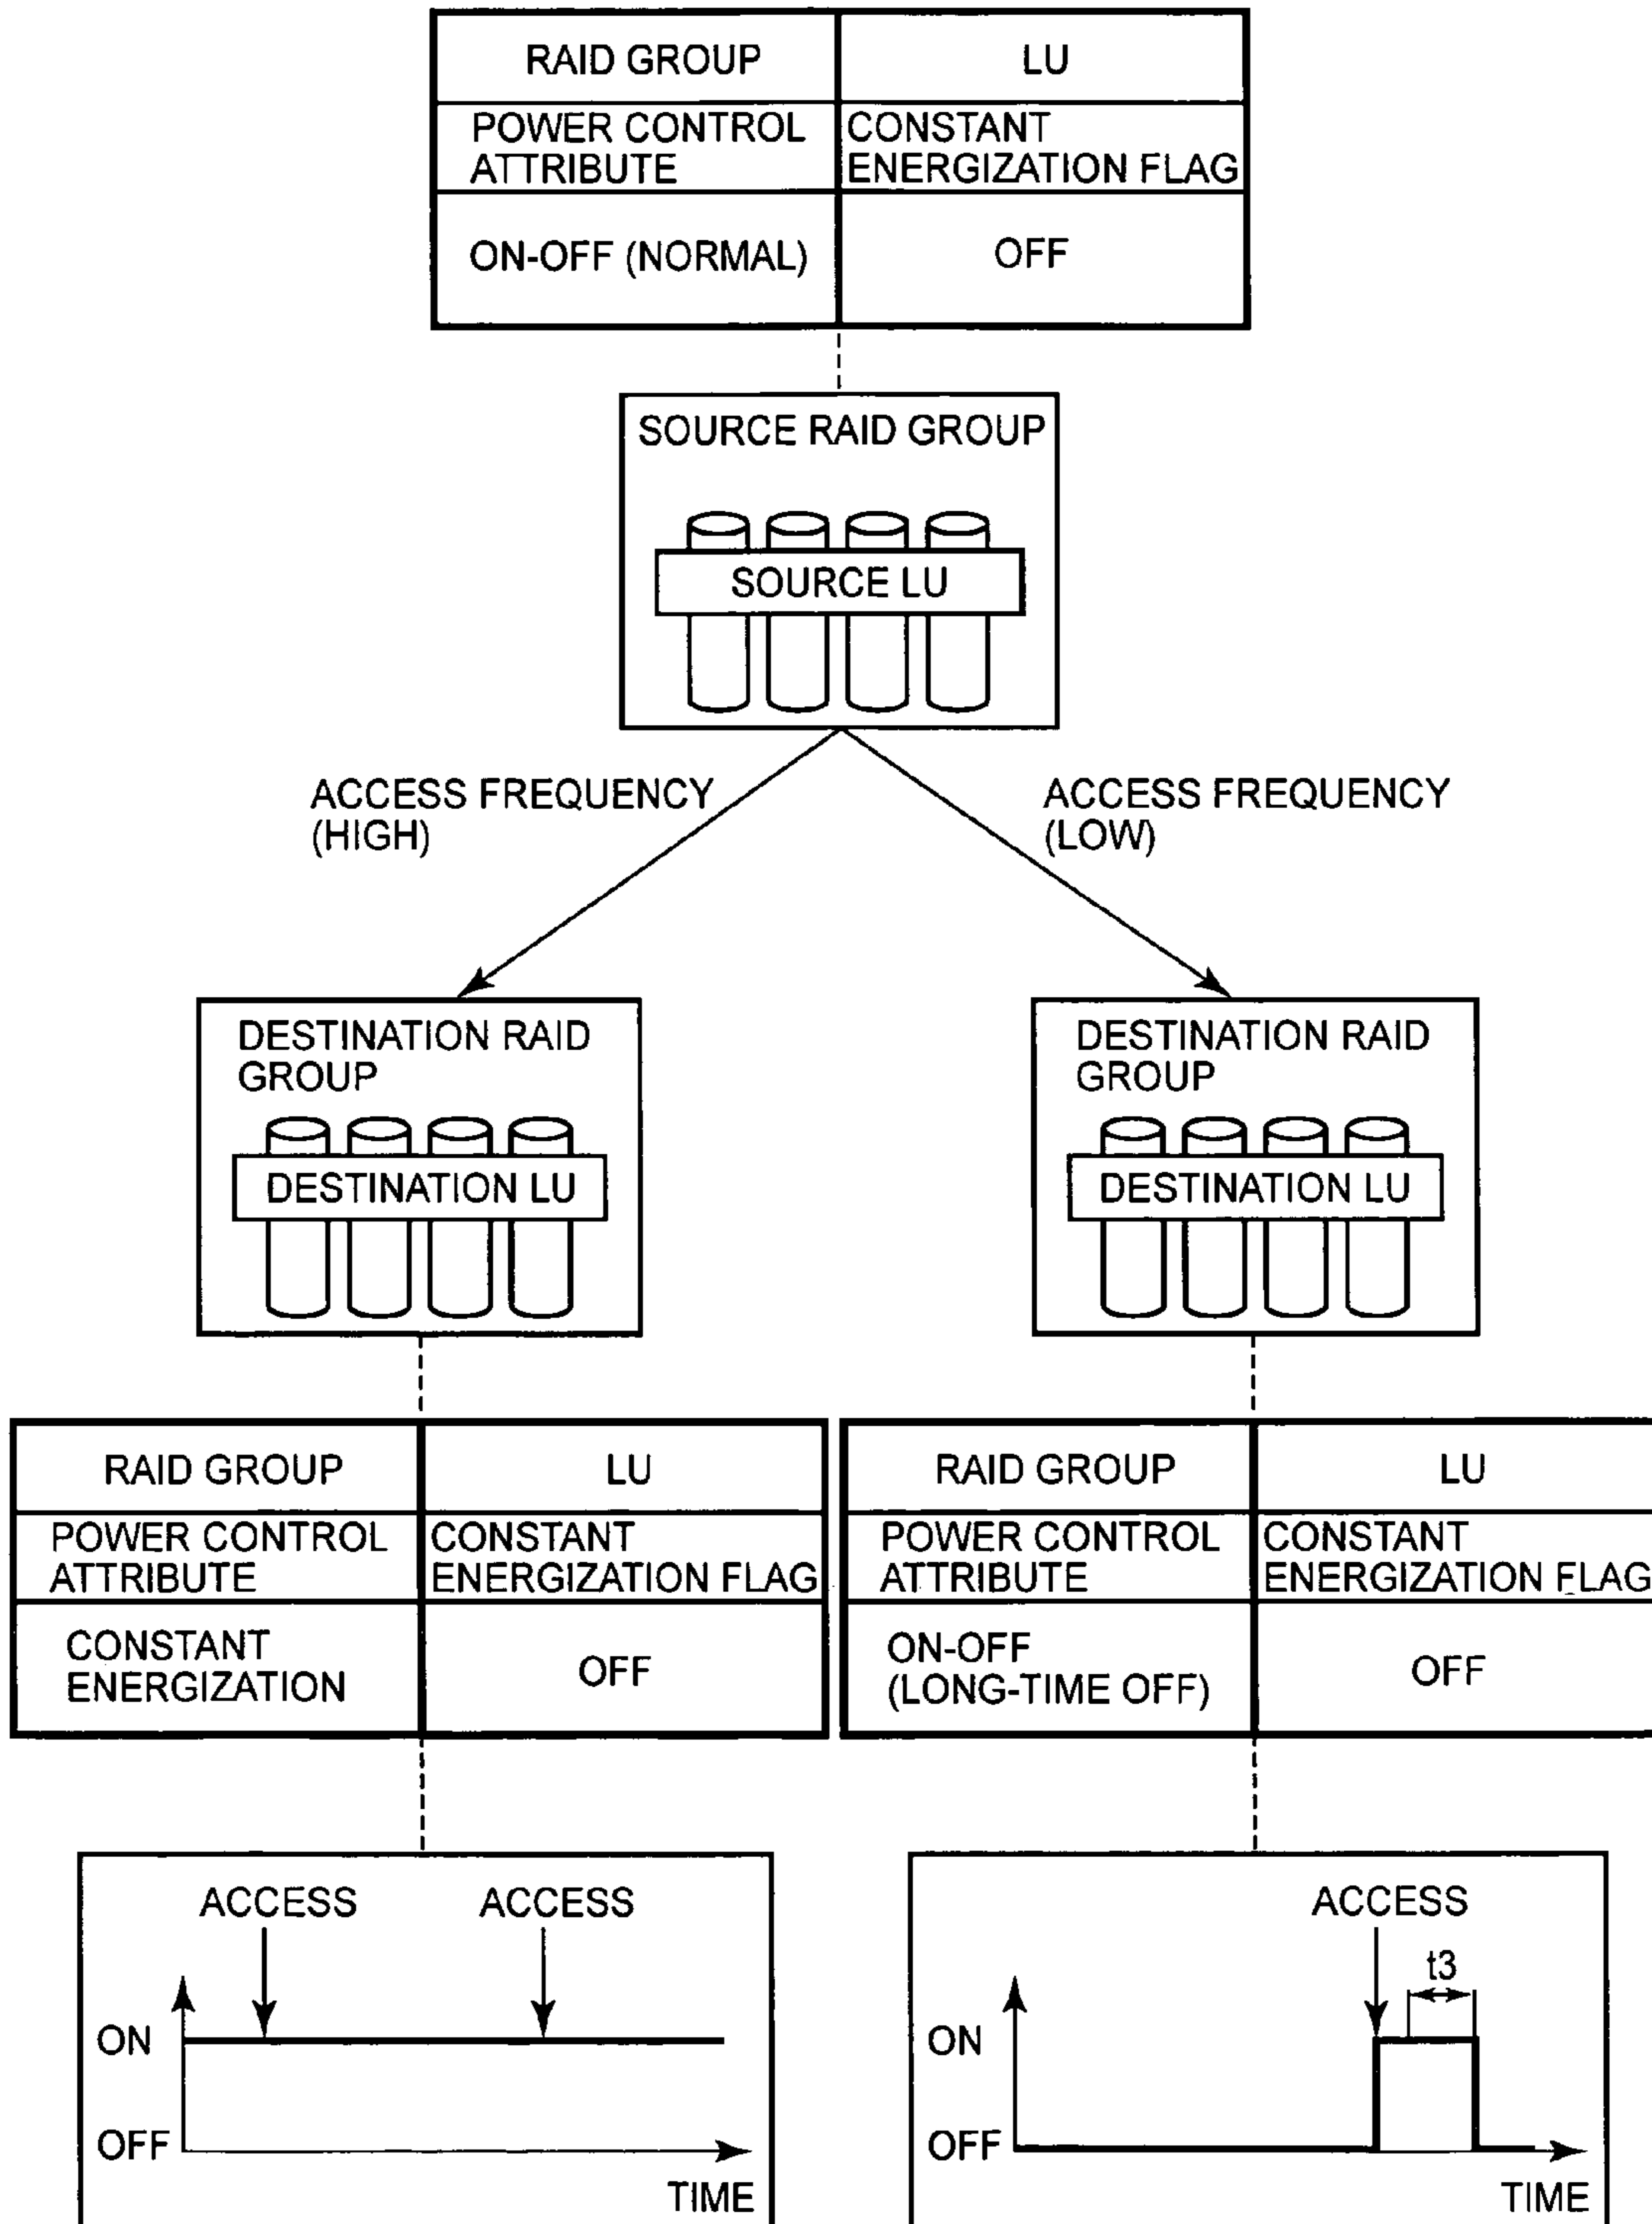 RAID GROUP
LU
POWER CONTROL
ATTRIBUTE
CONSTANT
ENERGIZATION FLAG
ON-OFF (NORMAL)
OFF
SOURCE RAID GROUP
SOURCE LU
ACCESS FREQUENCY
(HIGH)
ACCESS FREQUENCY
(LOW)
DESTINATION RAID
GROUP
DESTINATION LU
DESTINATION RAID
GROUP
DESTINATION LU
RAID GROUP
LU
POWER CONTROL
ATTRIBUTE
CONSTANT
ENERGIZATION FLAG
CONSTANT
ENERGIZATION
OFF
RAID GROUP
LU
POWER CONTROL
ATTRIBUTE
CONSTANT
ENERGIZATION FLAG
ON-OFF
(LONG-TIME OFF)
OFF
ACCESS
ACCESS
ON
OFF
TIME
ACCESS
t3
ON
OFF
TIME